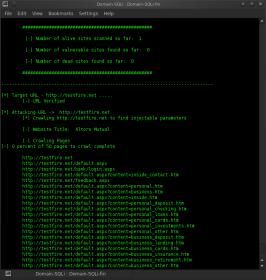 Domain-SQLi : Domain-SQLi-fin
File Edit View Bookmarks Settings Help
##################################################
[-] Number of alive sites scanned so far: 1
[-] Number of vulnerable sites found so far: 0
[-] Number of dead sites found so far: 0
##################################################
[+] Target URL - http://testfire.net .....
[-] URL Verified
[+] Attacking URL -> http://testfire.net
[+] Crawling http://testfire.net to find injectable parameters
[-] Website Title: Altoro Mutual
[-] Crawling Pages
[-] 0 percent of 50 pages to crawl complete
http://testfire.net
http://testfire.net/default.aspx
http://testfire.net/bank/login.aspx
http://testfire.net/default.aspx?content=inside_contact.htm
http://testfire.net/feedback.aspx
http://testfire.net/default.aspx?content=personal.htm
http://testfire.net/default.aspx?content=business.htm
http://testfire.net/default.aspx?content=inside.htm
http://testfire.net/default.aspx?content=personal_deposit.htm
http://testfire.net/default.aspx?content=personal_checking.htm
http://testfire.net/default.aspx?content=personal_loans.htm
http://testfire.net/default.aspx?content=personal_cards.htm
http://testfire.net/default.aspx?content=personal_investments.htm
http://testfire.net/default.aspx?content=personal_other.htm
http://testfire.net/default.aspx?content=business_deposit.htm
http://testfire.net/default.aspx?content=business_lending.htm
http://testfire.net/default.aspx?content=business_cards.htm
http://testfire.net/default.aspx?content=business_insurance.htm
http://testfire.net/default.aspx?content=business_retirement.htm
http://testfire.net/default.aspx?content=business_other.htm
Domain-SQLi : Domain-SQLi-fin